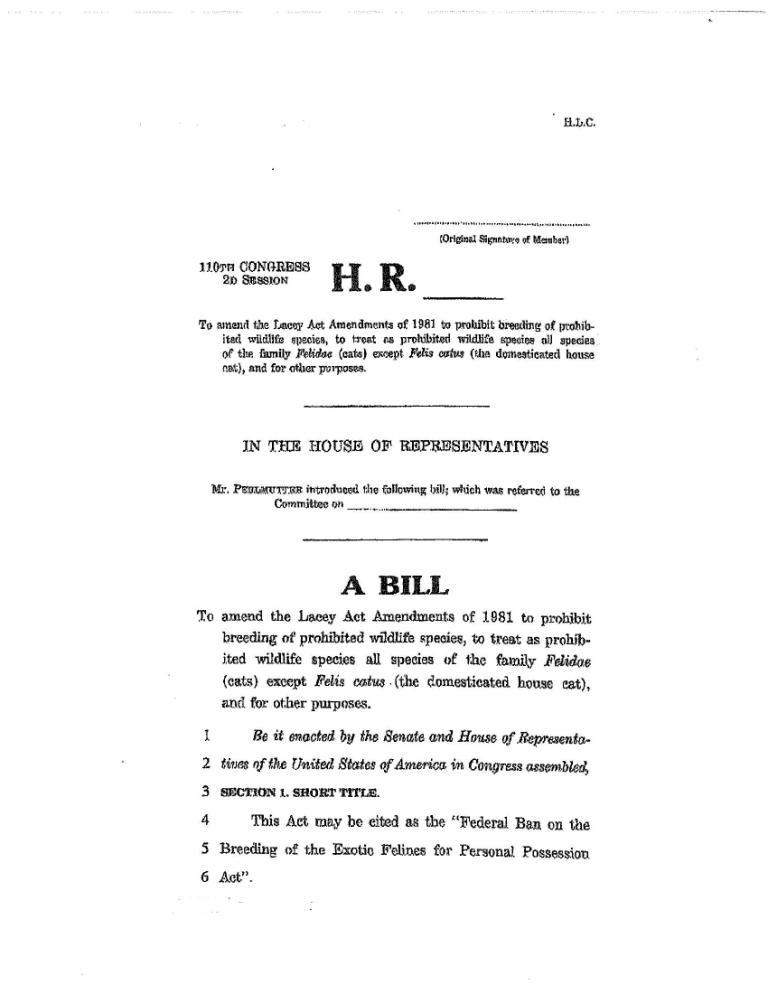 H.L.C.
(Original Signature of Member)
110TH CONGRESS
2D SESSION
H. R.
To amend the Lacey Act Amendments of 1981 to prohibit breeding of prohib-
ited wildlife species, to treat as prohibited wildlife species all species
of the family Felidae (cats) except Felis catus (the domesticated house
cat), and for other purposes.
IN THE HOUSE OF REPRESENTATIVES
Mr. PERLMUTTER introduced the following bill; which was referred to the
Committee on
A BILL
To amend the Lacey Act Amendments of 1981 to prohibit
breeding of prohibited wildlife species, to treat as prohib-
ited wildlife species all species of the family Felidae
(cats) except Felis catus (the domesticated house cat),
and for other purposes.
1 Be it enacted by the Senate and House of Representa-
2 tives of the United States of America in Congress assembled,
3 SECTION 1. SHORT TITLE.
4 This Act may be cited as the "Federal Ban on the
5 Breeding of the Exotic Felines for Personal Possession
6 Act".